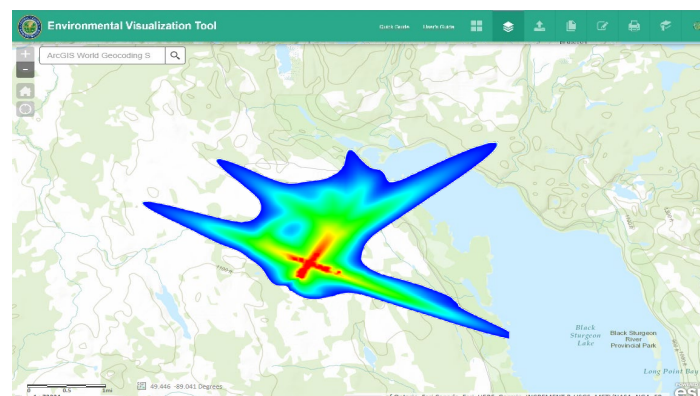 Environmental Visualization Tool
Quick Guide
User's Guide
+
ArcGIS World Geocoding S
−
Black
Sturgeon
Lake
Black Sturgeon
River
Provincial Park
Long Point Bay
0 0.5 1mi
49.446 -89.041 Degrees
esri